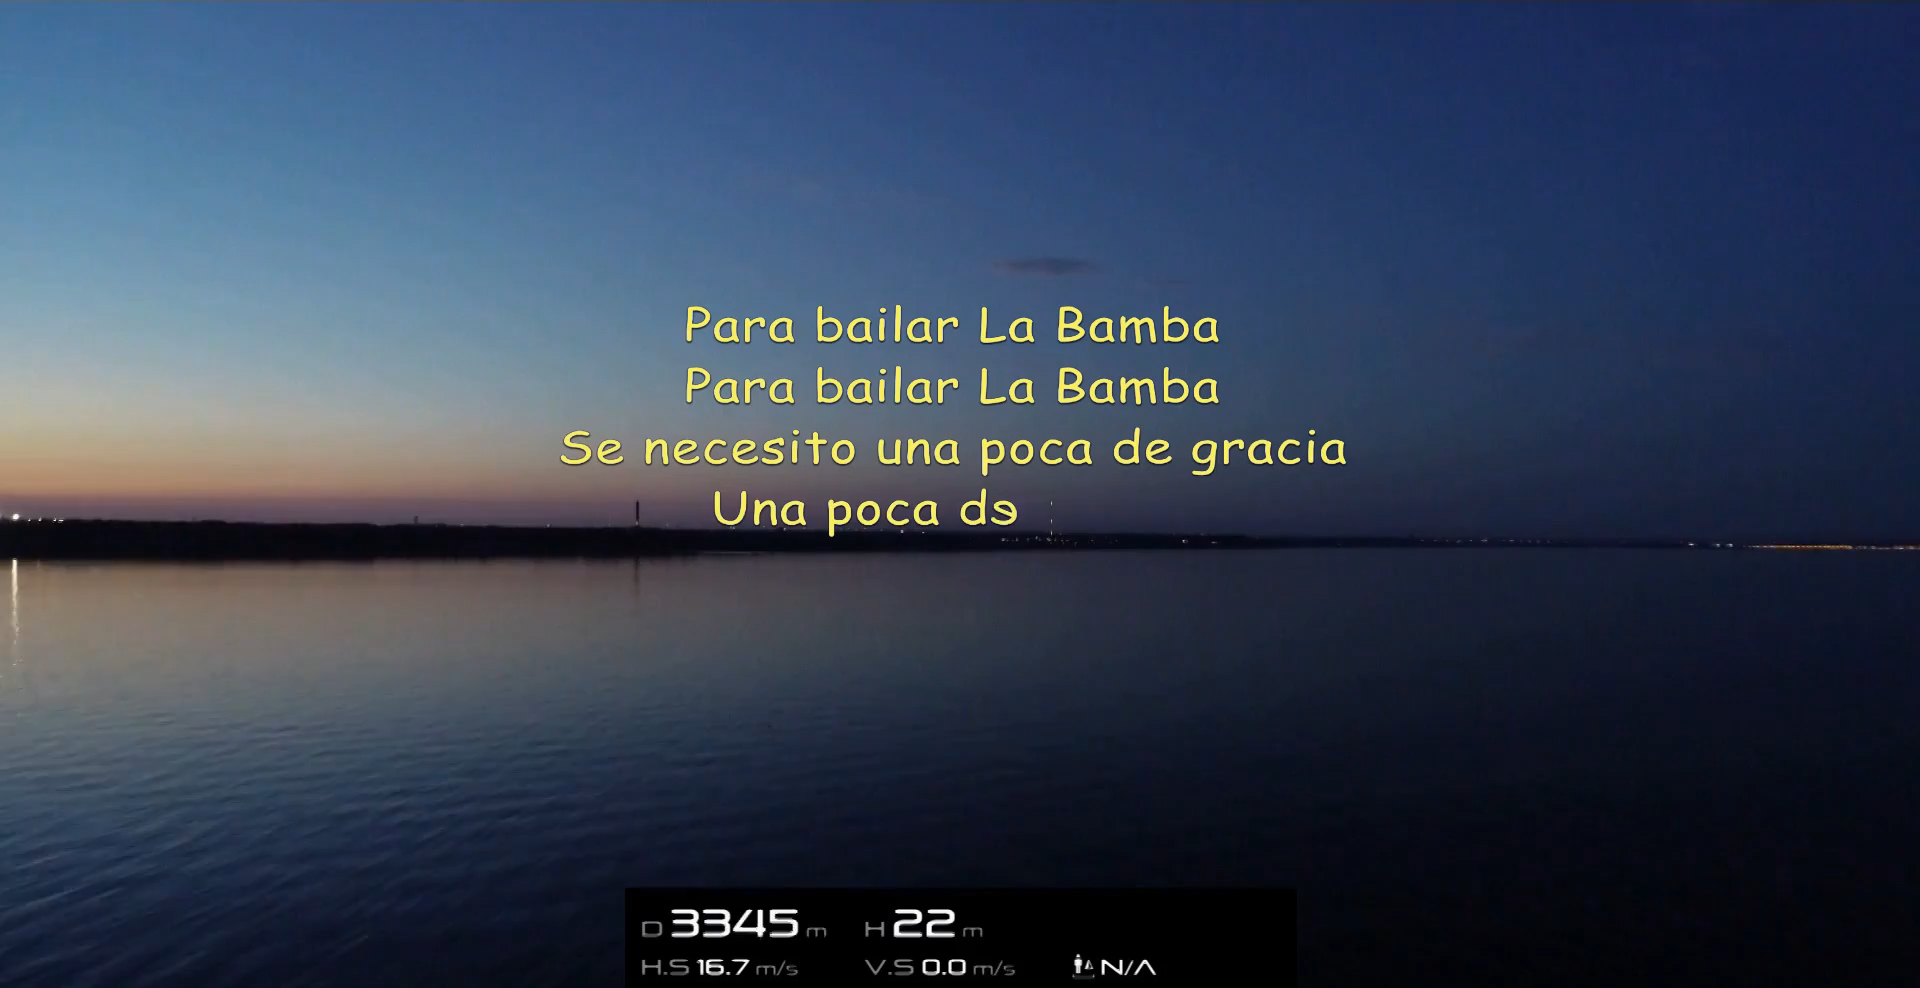 Para bailar La Bamba
Para bailar La Bamba
Se necesito una poca de gracia
Una poca de
D 3345 m H 22 m
H.S 16.7 m/s V.S 0.0 m/s N/A